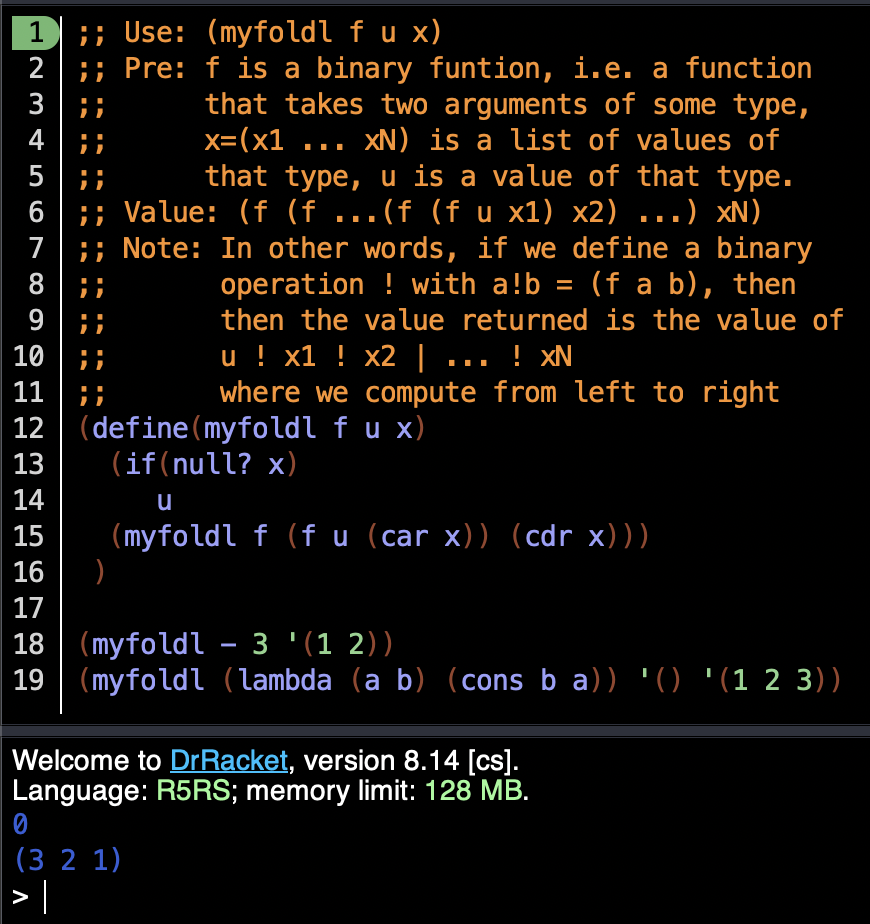 1 ;; Use: (myfoldl f u x)
2 ;; Pre: f is a binary funtion, i.e. a function
3 ;;      that takes two arguments of some type,
4 ;;      x=(x1 ... xN) is a list of values of
5 ;;      that type, u is a value of that type.
6 ;; Value: (f (f ...(f (f u x1) x2) ...) xN)
7 ;; Note: In other words, if we define a binary
8 ;;       operation ! with a!b = (f a b), then
9 ;;       then the value returned is the value of
10 ;;       u ! x1 ! x2 | ... ! xN
11 ;;       where we compute from left to right
12 (define(myfoldl f u x)
13   (if(null? x)
14      u
15   (myfoldl f (f u (car x)) (cdr x)))
16  )
17
18 (myfoldl - 3 '(1 2))
19 (myfoldl (lambda (a b) (cons b a)) '() '(1 2 3))
Welcome to DrRacket, version 8.14 [cs].
Language: R5RS; memory limit: 128 MB.
0
(3 2 1)
>